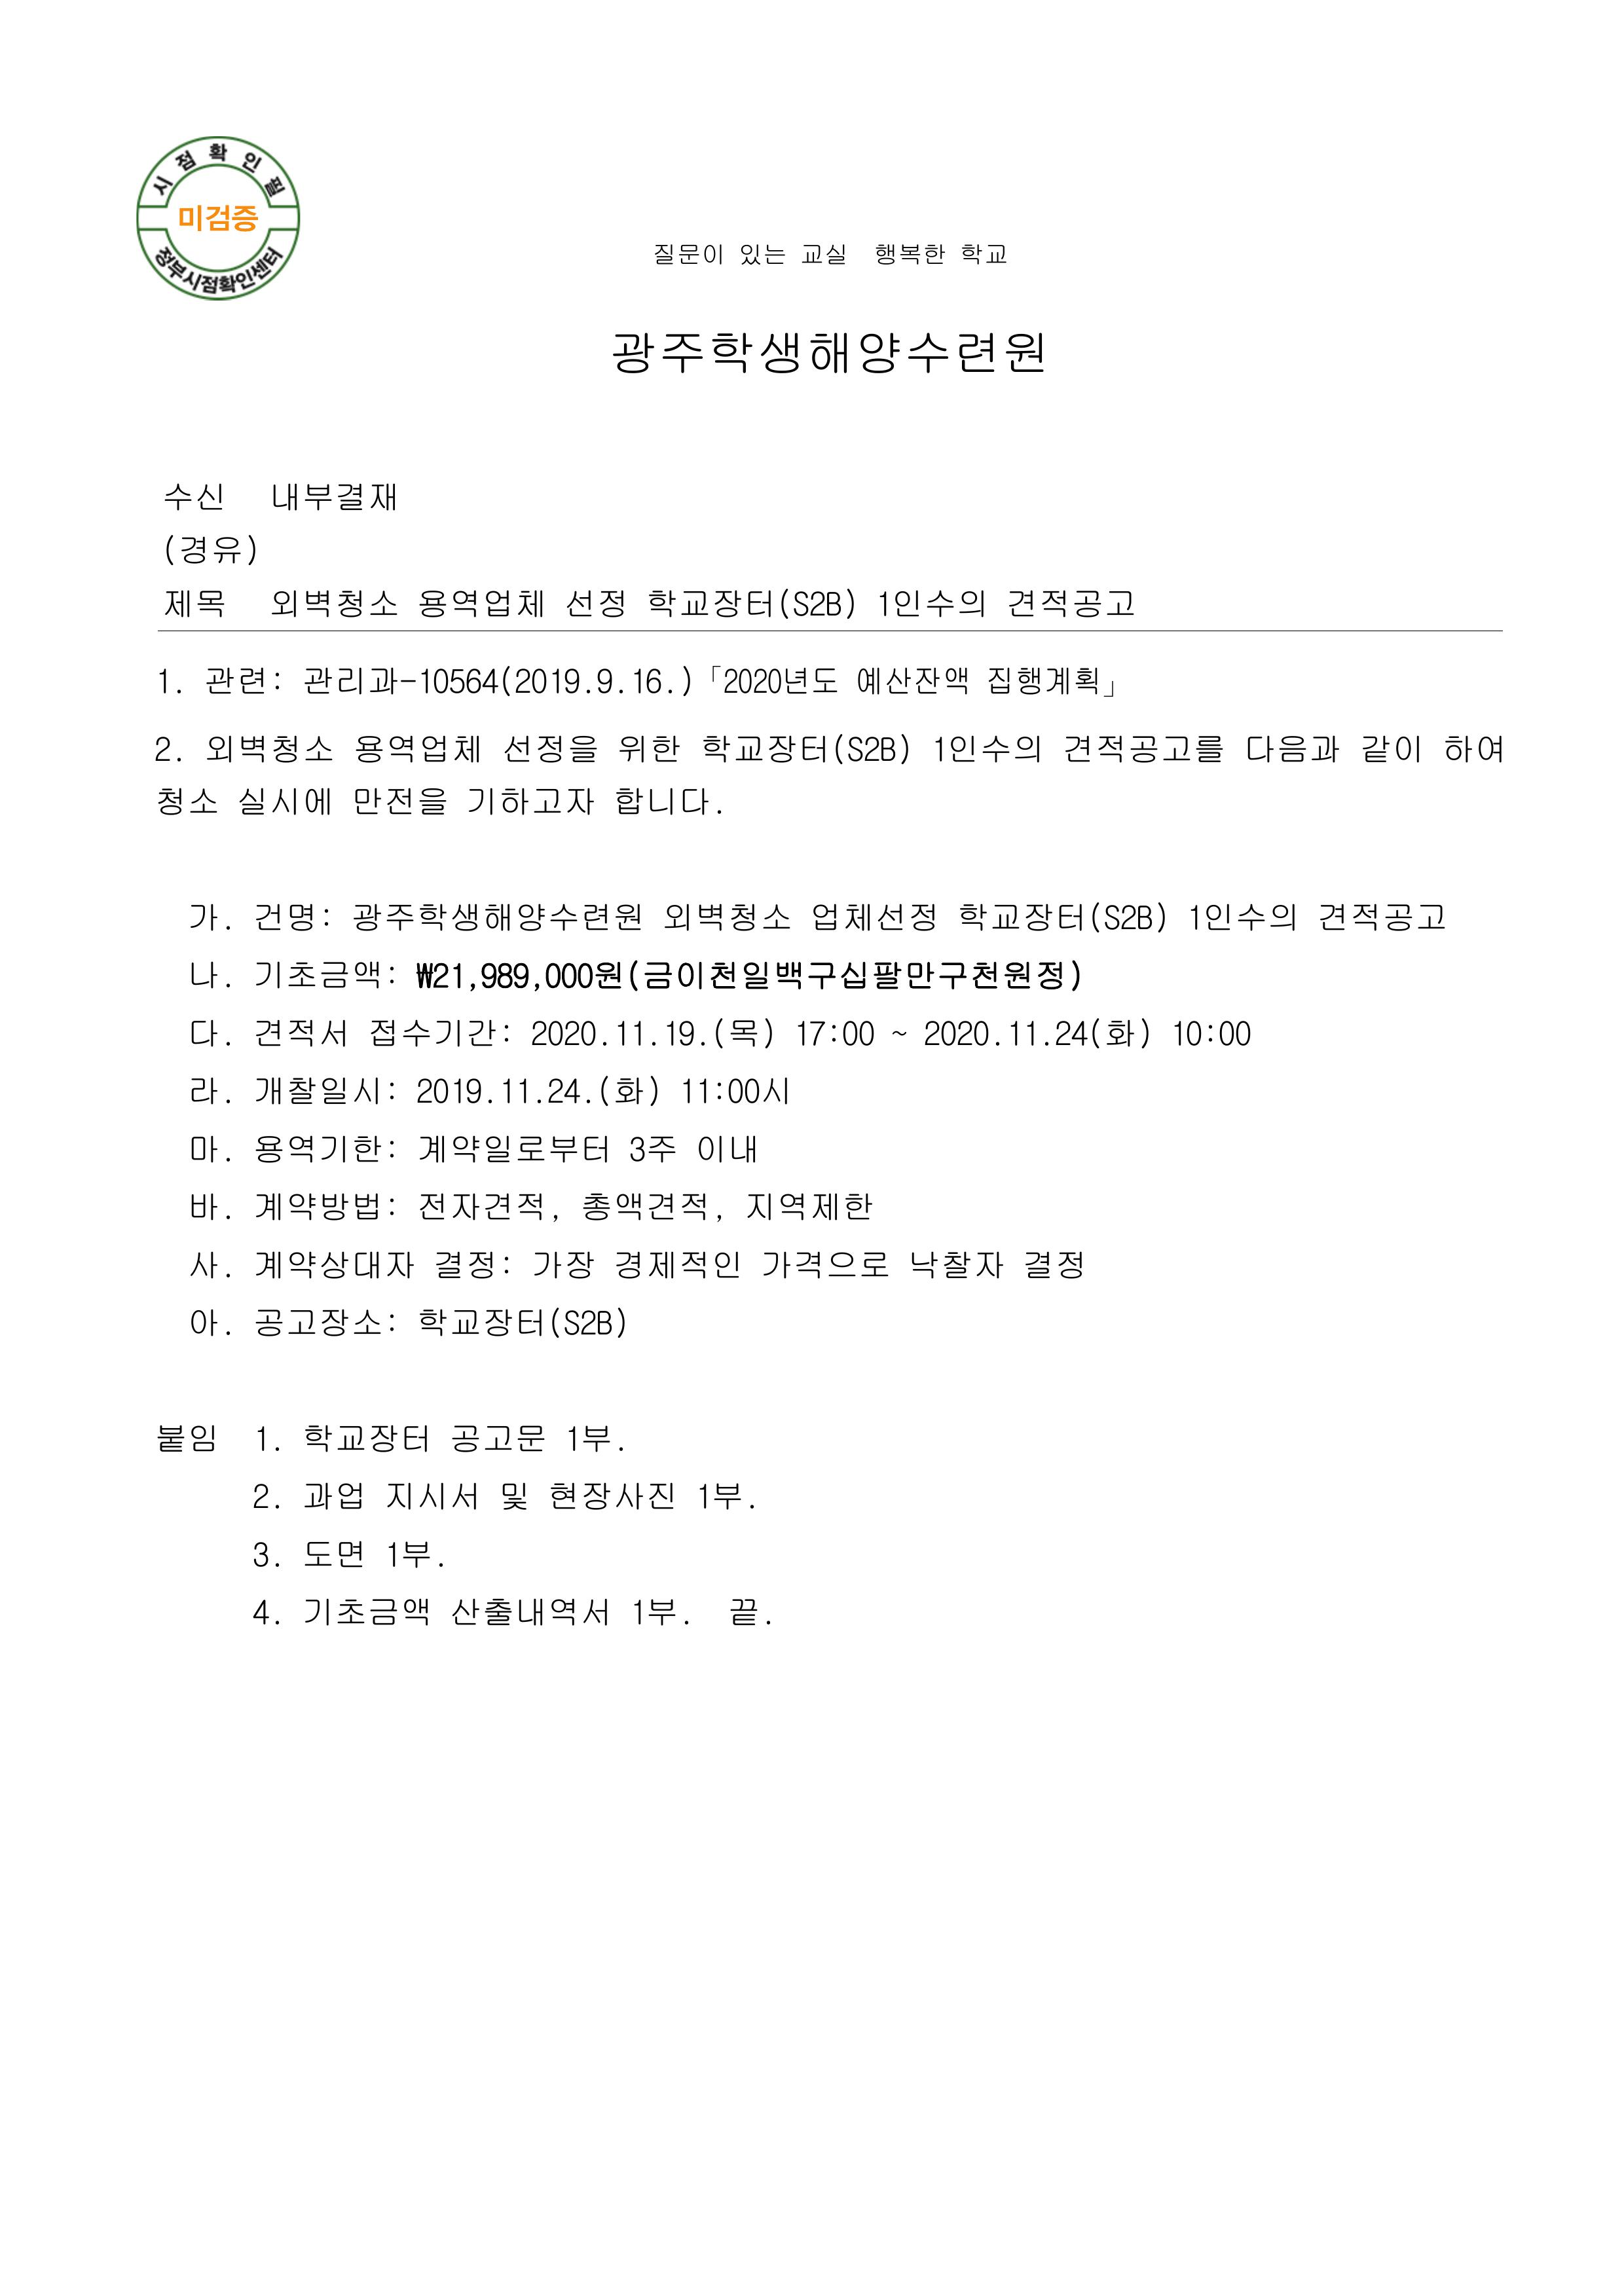 시 점 확 인 필
미검증
정부시점확인센터
질문이 있는 교실  행복한 학교
광주학생해양수련원
수신  내부결재
(경유)
제목  외벽청소 용역업체 선정 학교장터(S2B) 1인수의 견적공고
1. 관련: 관리과-10564(2019.9.16.)「2020년도 예산잔액 집행계획」
2. 외벽청소 용역업체 선정을 위한 학교장터(S2B) 1인수의 견적공고를 다음과 같이 하여
청소 실시에 만전을 기하고자 합니다.
가. 건명: 광주학생해양수련원 외벽청소 업체선정 학교장터(S2B) 1인수의 견적공고
나. 기초금액: ₩21,989,000원(금이천일백구십팔만구천원정)
다. 견적서 접수기간: 2020.11.19.(목) 17:00 ~ 2020.11.24(화) 10:00
라. 개찰일시: 2019.11.24.(화) 11:00시
마. 용역기한: 계약일로부터 3주 이내
바. 계약방법: 전자견적, 총액견적, 지역제한
사. 계약상대자 결정: 가장 경제적인 가격으로 낙찰자 결정
아. 공고장소: 학교장터(S2B)
붙임  1. 학교장터 공고문 1부.
2. 과업 지시서 및 현장사진 1부.
3. 도면 1부.
4. 기초금액 산출내역서 1부.  끝.